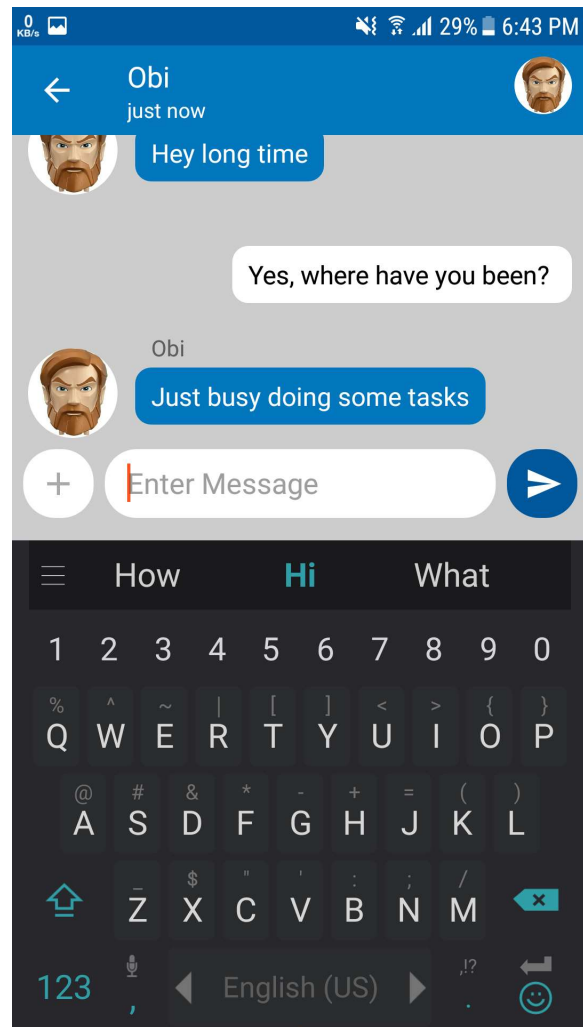 0
KB/s
29% 6:43 PM
Obi
just now
Hey long time
Yes, where have you been?
Obi
Just busy doing some tasks
+
Enter Message
How Hi What
1 2 3 4 5 6 7 8 9 0
% ^ ~ | [ ] < > { }
Q W E R T Y U I O P
@ # & * - + = ( )
A S D F G H J K L
_ $ " ' : ; /
Z X C V B N M
123 , English (US) ,!? .